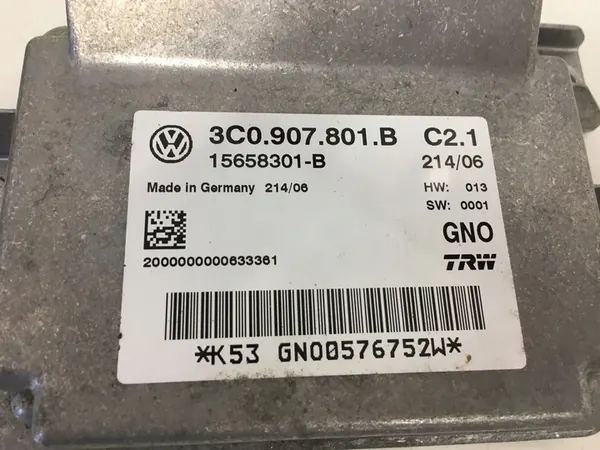 3C0.907.801.B C2.1
15658301-B 214/06
Made in Germany 214/06 HW: 013
SW: 0001
GNO
2000000000633361 TRW
*K53 GNO0576752W*